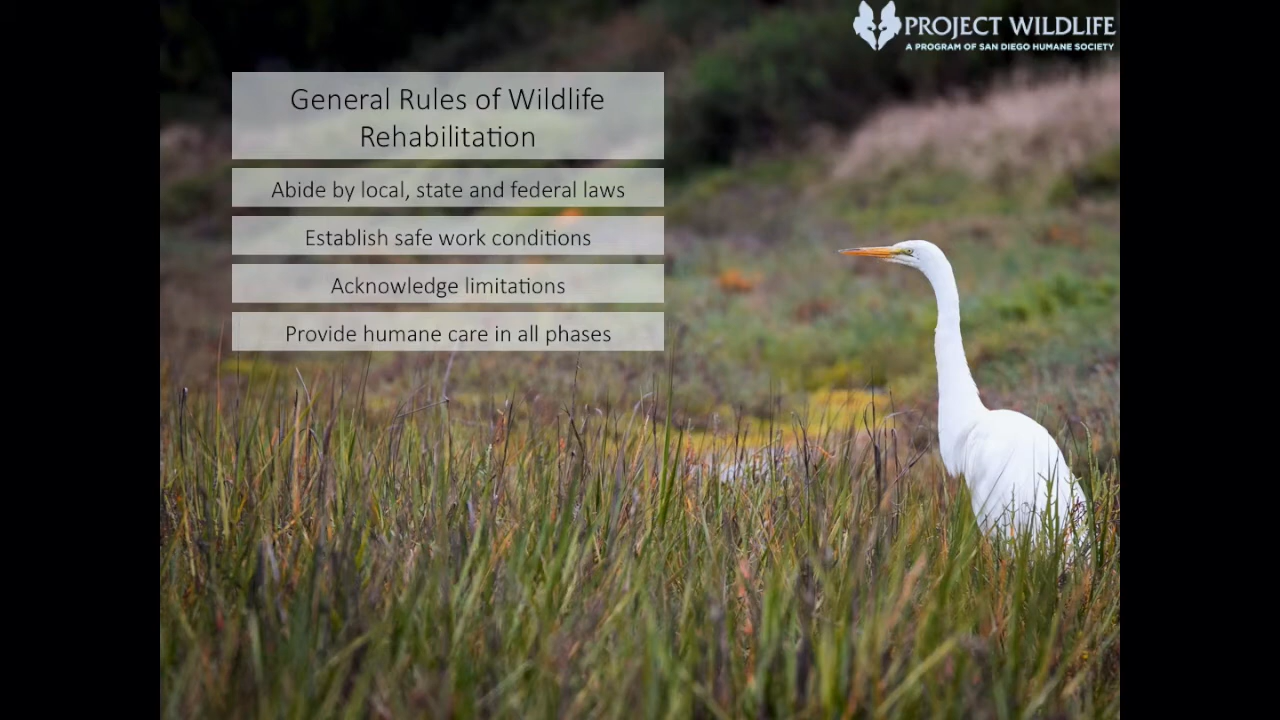 PROJECT WILDLIFE
A PROGRAM OF SAN DIEGO HUMANE SOCIETY
General Rules of Wildlife
Rehabilitation
Abide by local, state and federal laws
Establish safe work conditions
Acknowledge limitations
Provide humane care in all phases